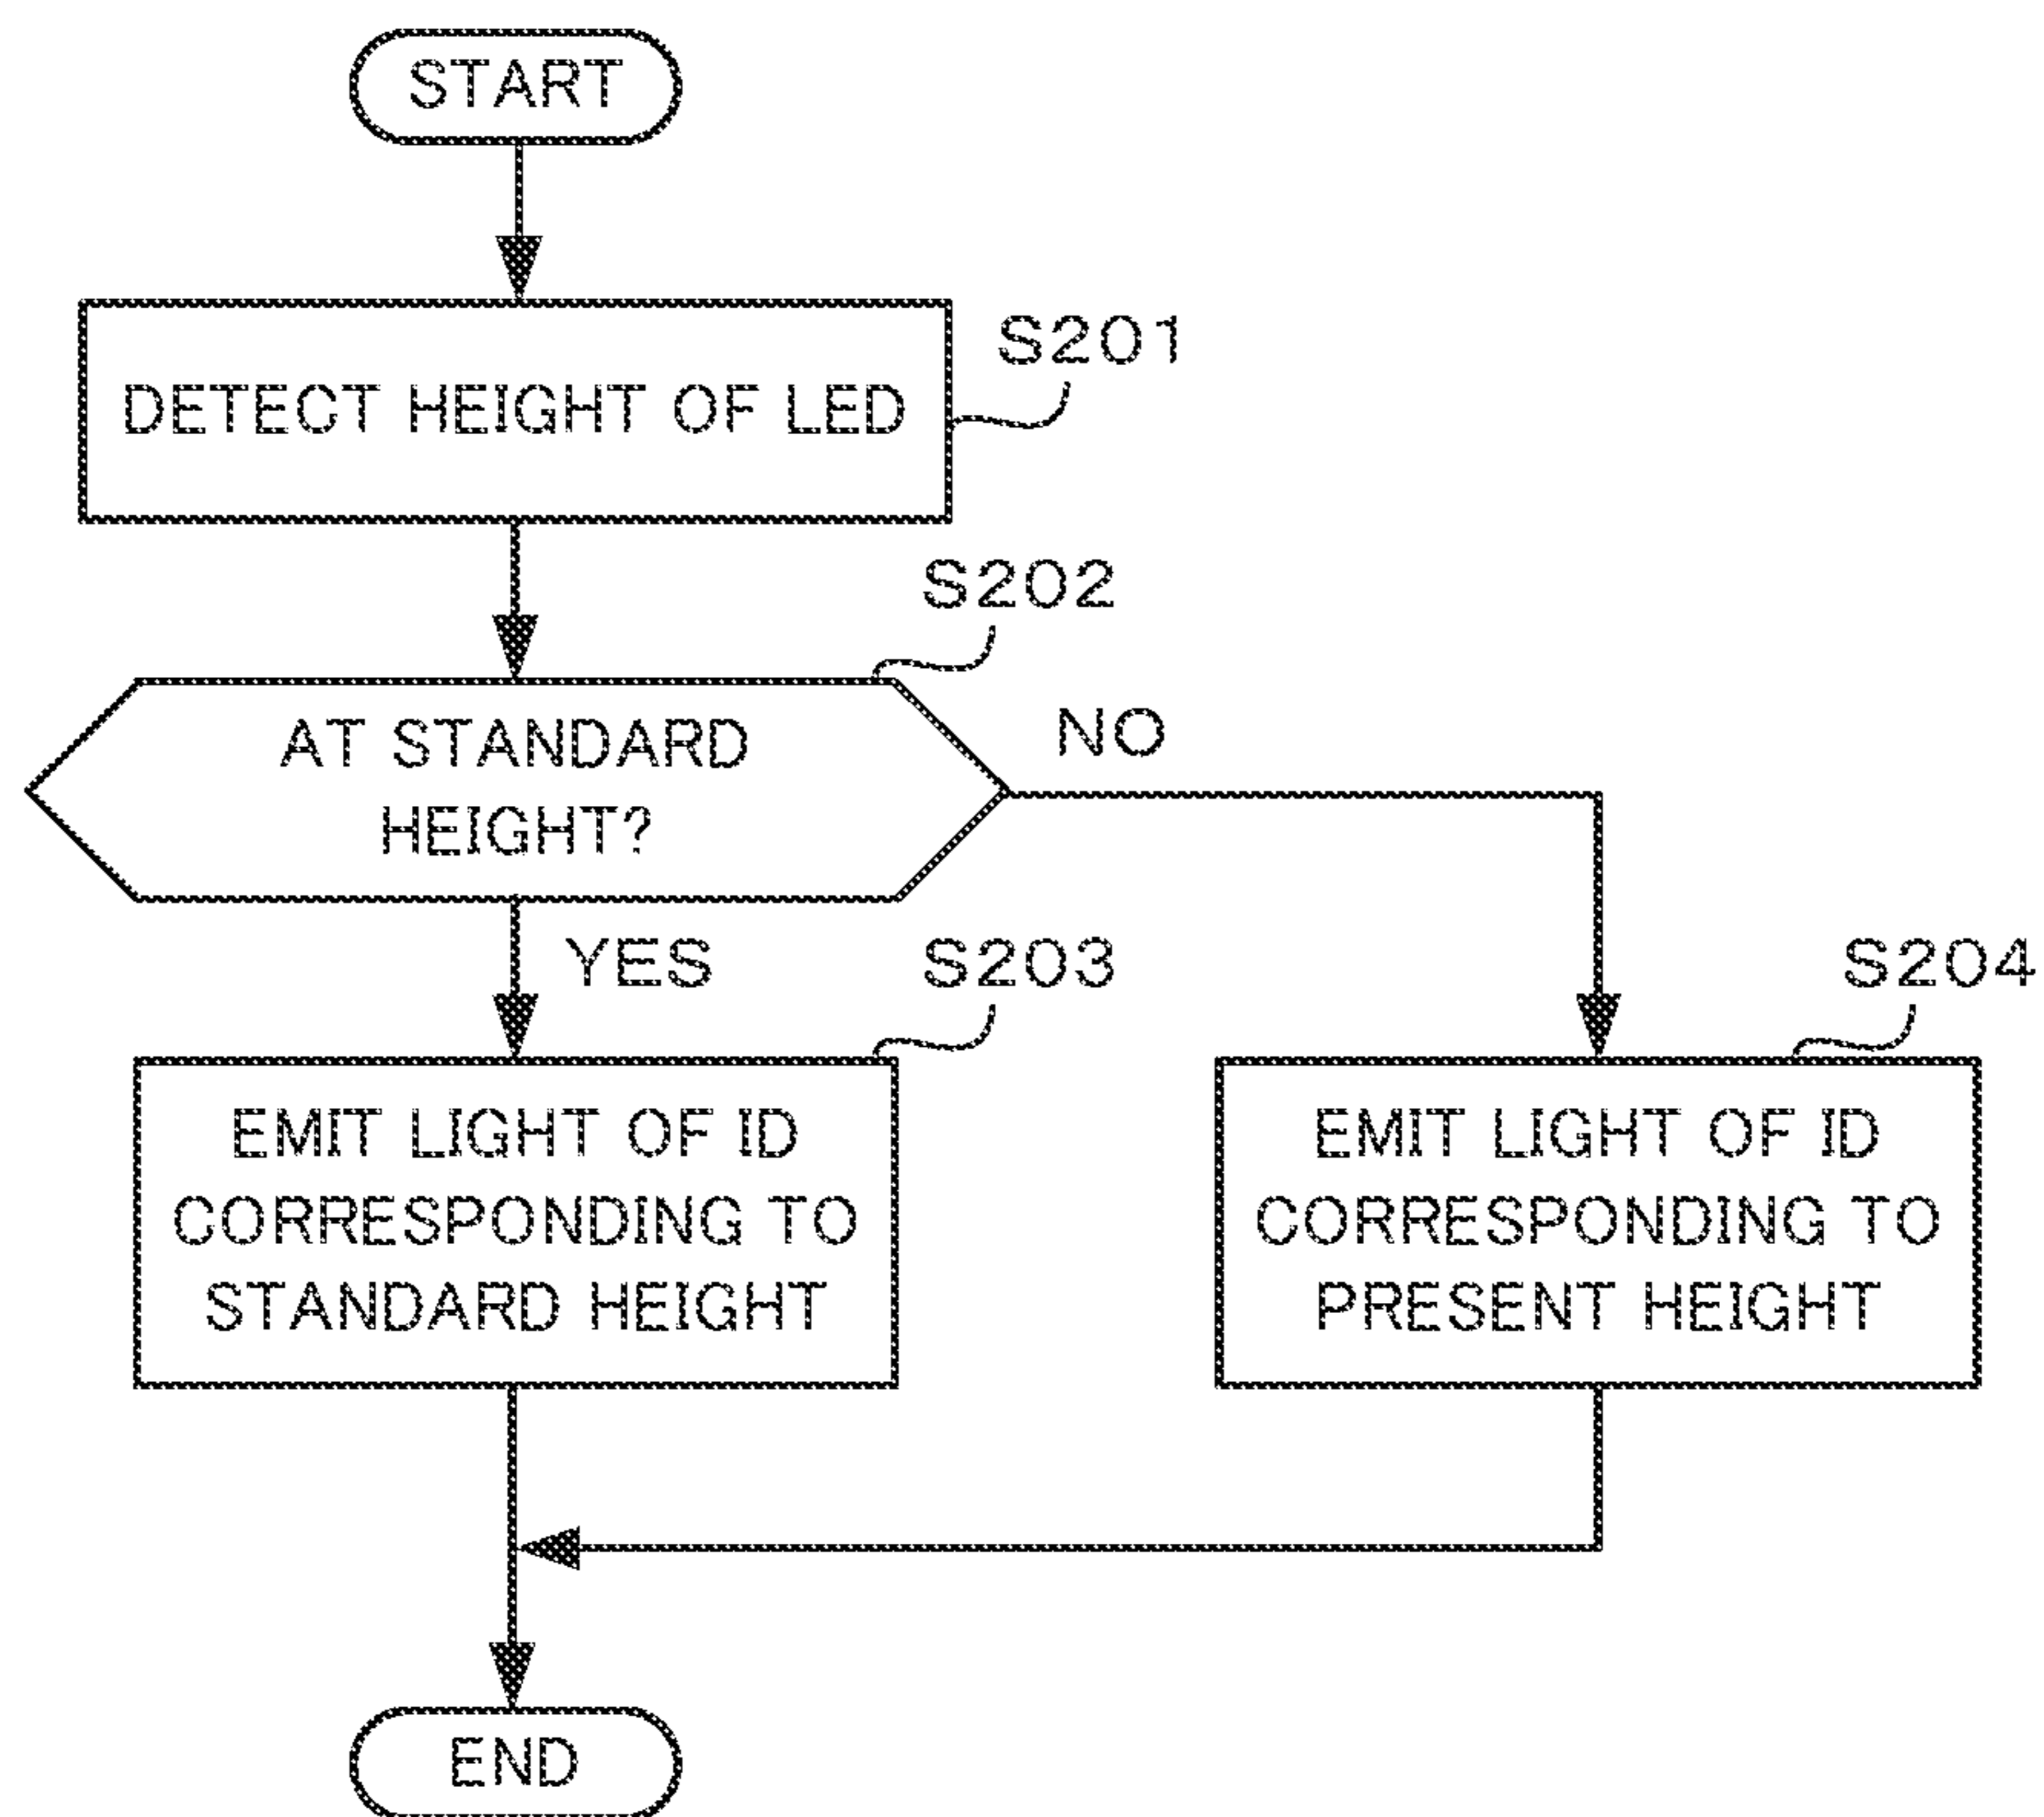 START
S201
DETECT HEIGHT OF LED
S202
AT STANDARD
HEIGHT?
NO
YES
S203
EMIT LIGHT OF ID
CORRESPONDING TO
STANDARD HEIGHT
S204
EMIT LIGHT OF ID
CORRESPONDING TO
PRESENT HEIGHT
END